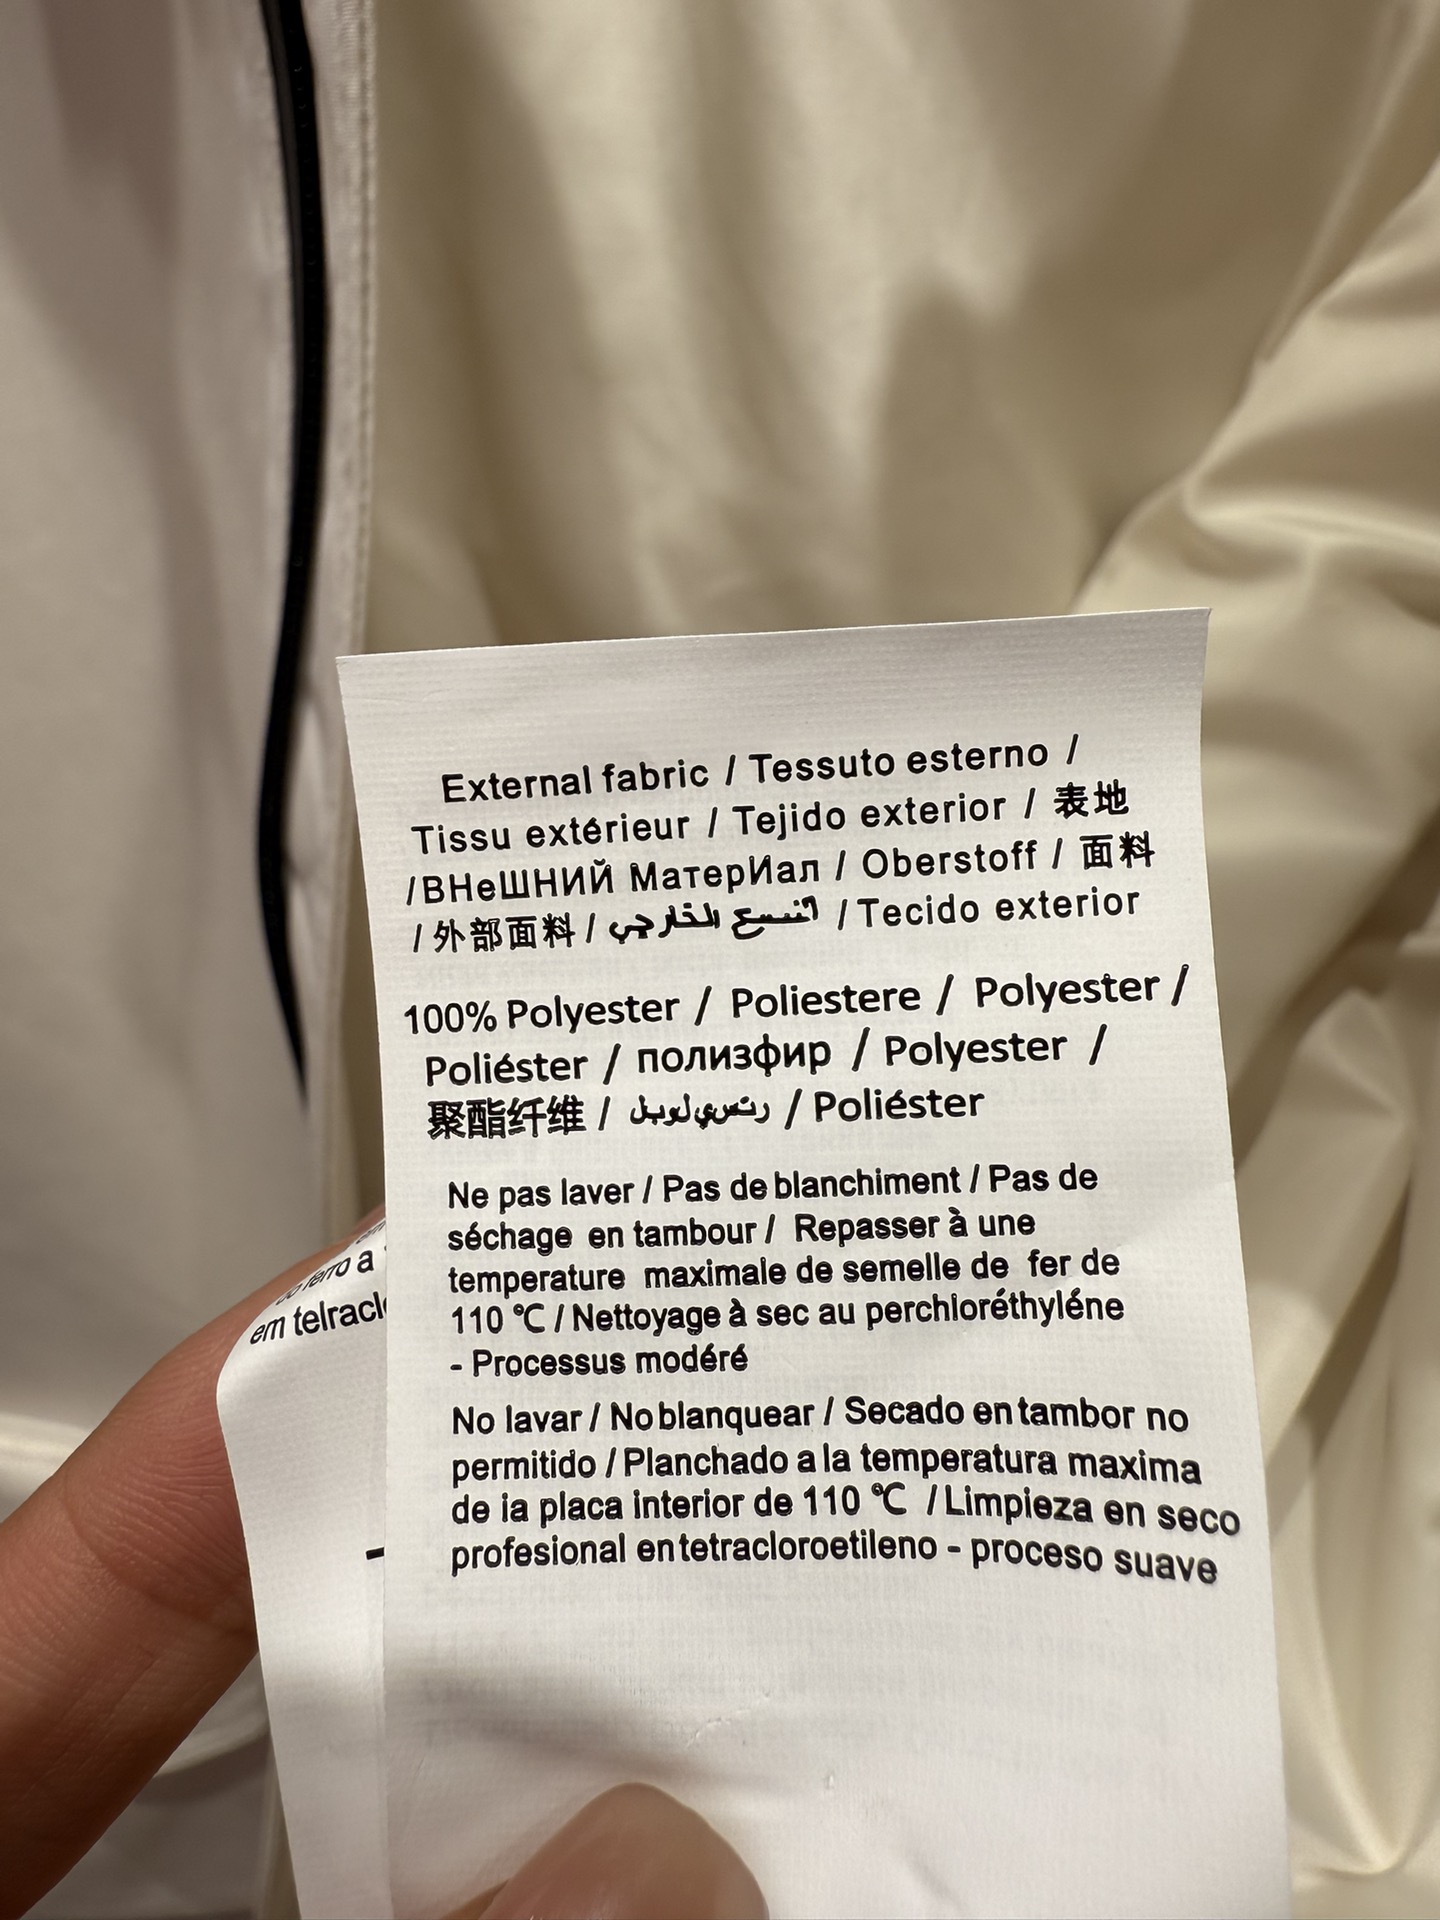 External fabric / Tessuto esterno /
Tissu extérieur / Tejido exterior / 表地
/ВНеШНИЙ МатерИал / Oberstoff / 面料
/ 外部面料 / النسيج الخارجي / Tecido exterior
100% Polyester / Poliestere / Polyester /
Poliéster / полизфир / Polyester /
聚酯纤维 / / Poliéster
Ne pas laver / Pas de blanchiment / Pas de
séchage en tambour / Repasser à une
temperature maximale de semelle de fer de
110 °C / Nettoyage à sec au perchloréthyléne
- Processus modéré
No lavar / No blanquear / Secado en tambor no
permitido / Planchado a la temperatura maxima
de ia placa interior de 110 °C / Limpieza en seco
profesional en tetracloroetileno - proceso suave
ferro a
em
-